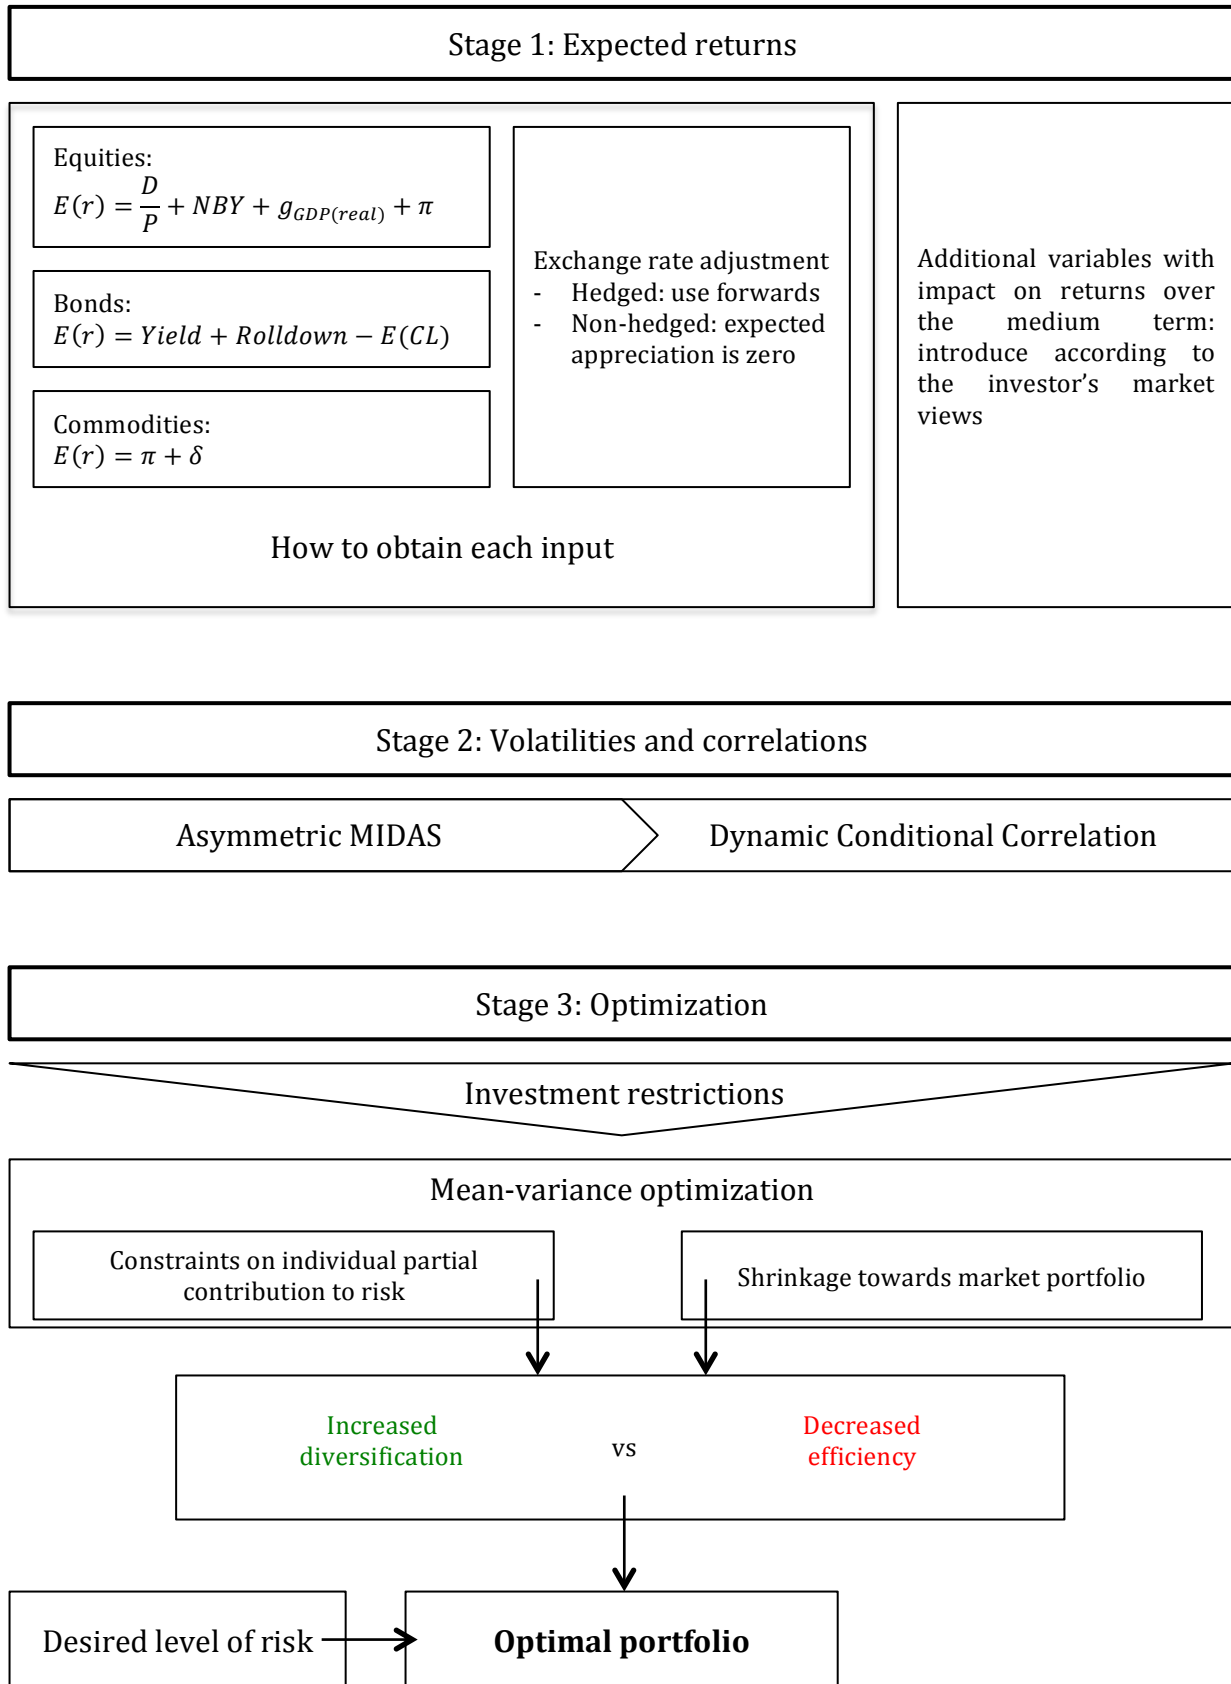 Stage 1: Expected returns
Equities:
E(r) = D/P + NBY + g_GDP(real) + π
Bonds:
E(r) = Yield + Rolldown − E(CL)
Commodities:
E(r) = π + δ
Exchange rate adjustment
- Hedged: use forwards
- Non-hedged: expected
appreciation is zero
How to obtain each input
Additional variables with
impact on returns over
the medium term:
introduce according to
the investor’s market
views
Stage 2: Volatilities and correlations
Asymmetric MIDAS
Dynamic Conditional Correlation
Stage 3: Optimization
Investment restrictions
Mean-variance optimization
Constraints on individual partial
contribution to risk
Shrinkage towards market portfolio
Increased
diversification
vs
Decreased
efficiency
Desired level of risk
Optimal portfolio